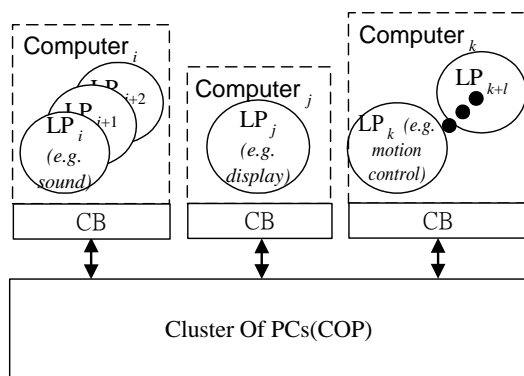 Computer i
LP i+2
LP i+1
LP i
(e.g.
sound)
CB
Computer j
LP j
(e.g.
display)
CB
Computer k
LP k+l
LP k (e.g.
motion
control)
CB
Cluster Of PCs(COP)